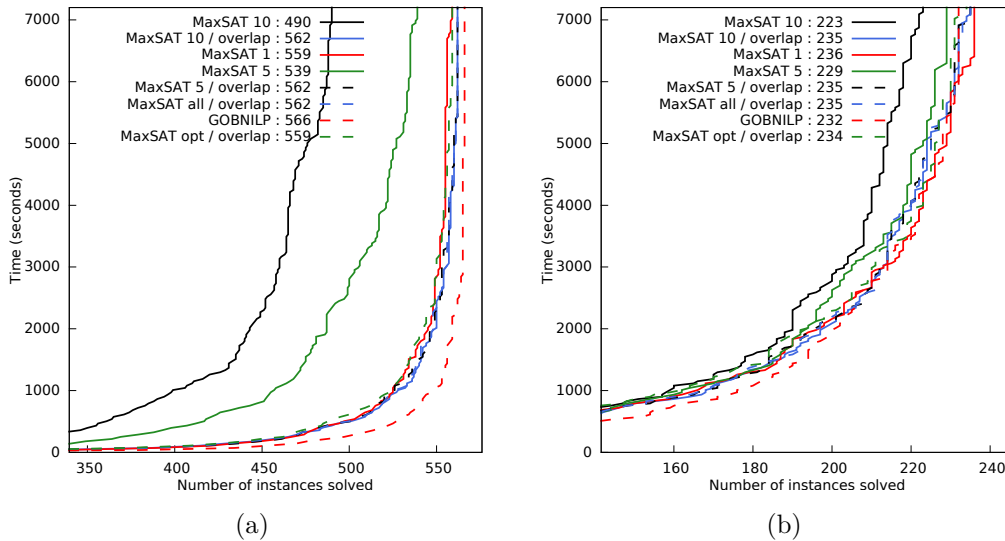 7000
6000
5000
4000
3000
2000
1000
0
Time (seconds)
350 400 450 500 550
Number of instances solved
MaxSAT 10 : 490
MaxSAT 10 / overlap : 562
MaxSAT 1 : 559
MaxSAT 5 : 539
MaxSAT 5 / overlap : 562
MaxSAT all / overlap : 562
GOBNILP : 566
MaxSAT opt / overlap : 559
(a)
7000
6000
5000
4000
3000
2000
1000
0
Time (seconds)
160 180 200 220 240
Number of instances solved
MaxSAT 10 : 223
MaxSAT 10 / overlap : 235
MaxSAT 1 : 236
MaxSAT 5 : 229
MaxSAT 5 / overlap : 235
MaxSAT all / overlap : 235
GOBNILP : 232
MaxSAT opt / overlap : 234
(b)